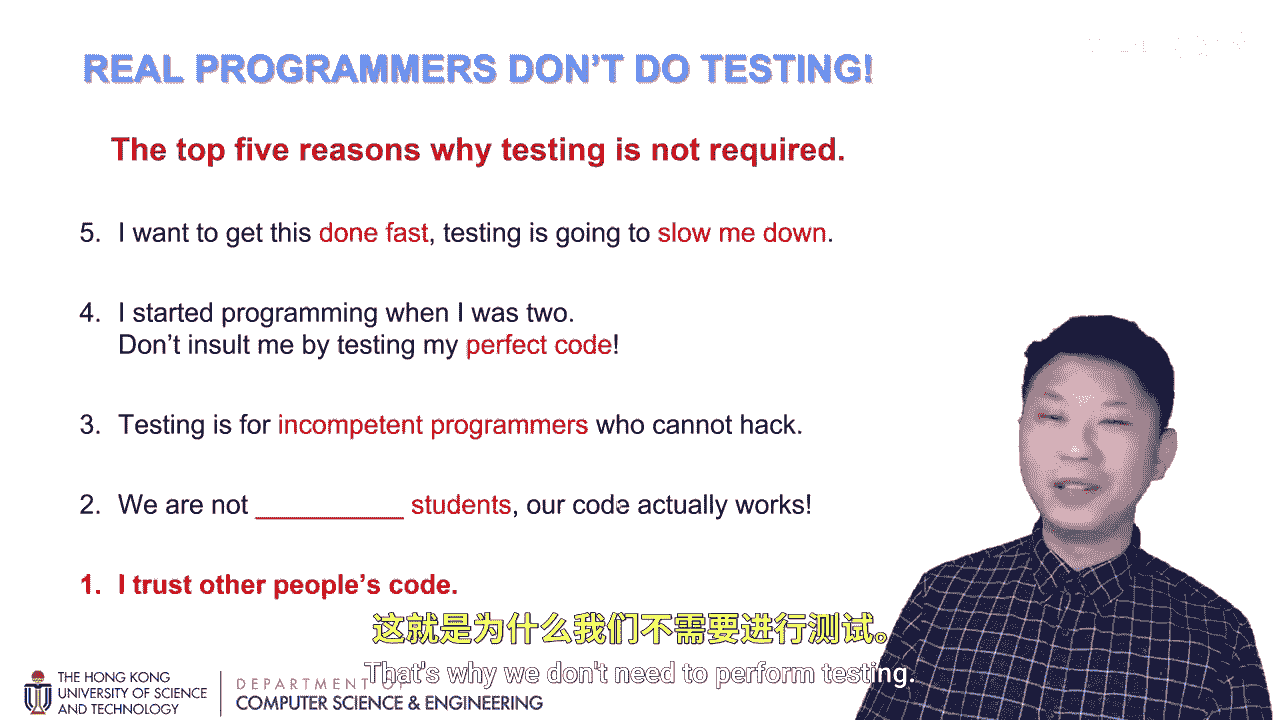 REAL PROGRAMMERS DON'T DO TESTING!
The top five reasons why testing is not required.
5. I want to get this done fast, testing is going to slow me down.
4. I started programming when I was two.
Don't insult me by testing my perfect code!
3. Testing is for incompetent programmers who cannot hack.
2. We are not __________ students, our code actually works!
1. I trust other people's code.
这就是为什么我们不需要进行测试。
That's why we don't need to perform testing.
THE HONG KONG
UNIVERSITY OF SCIENCE
AND TECHNOLOGY
DEPARTMENT OF
COMPUTER SCIENCE & ENGINEERING